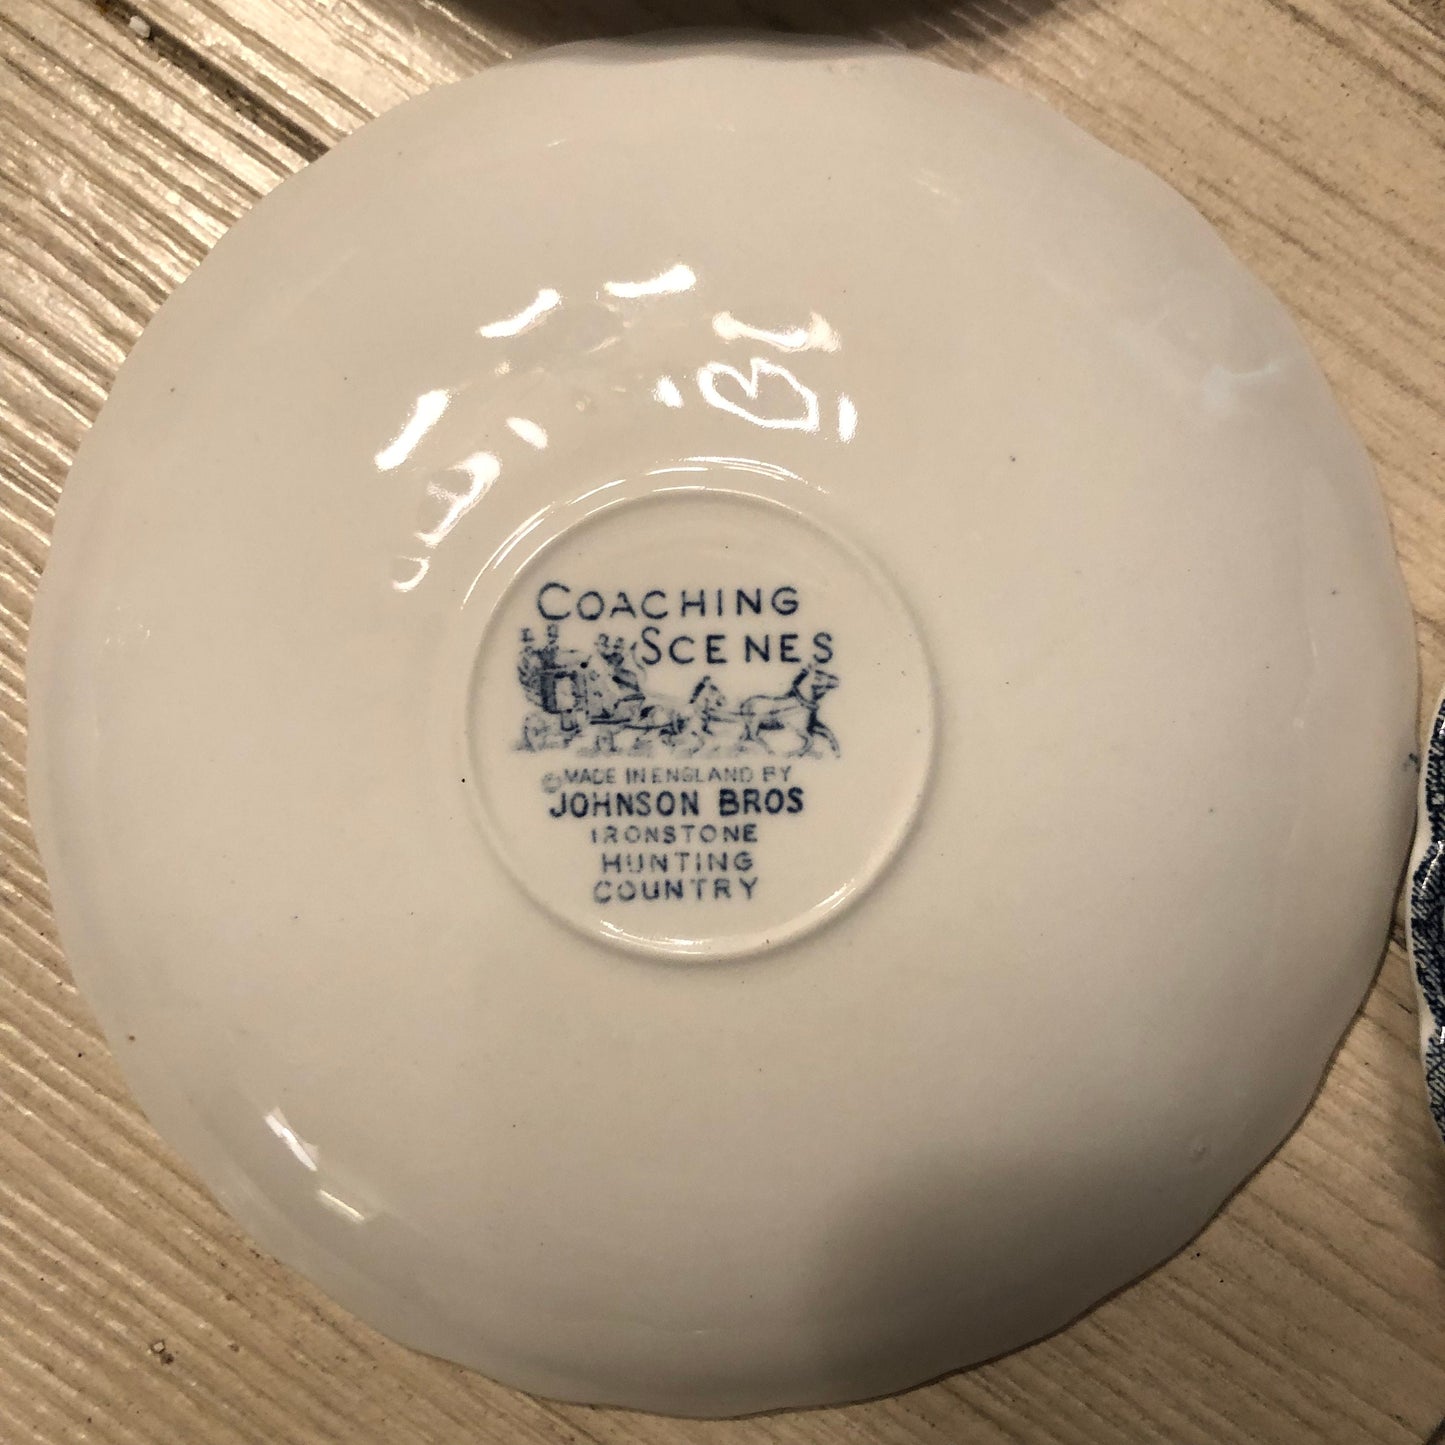 COACHING
SCENES
© MADE IN ENGLAND BY
JOHNSON BROS
IRONSTONE
HUNTING
COUNTRY